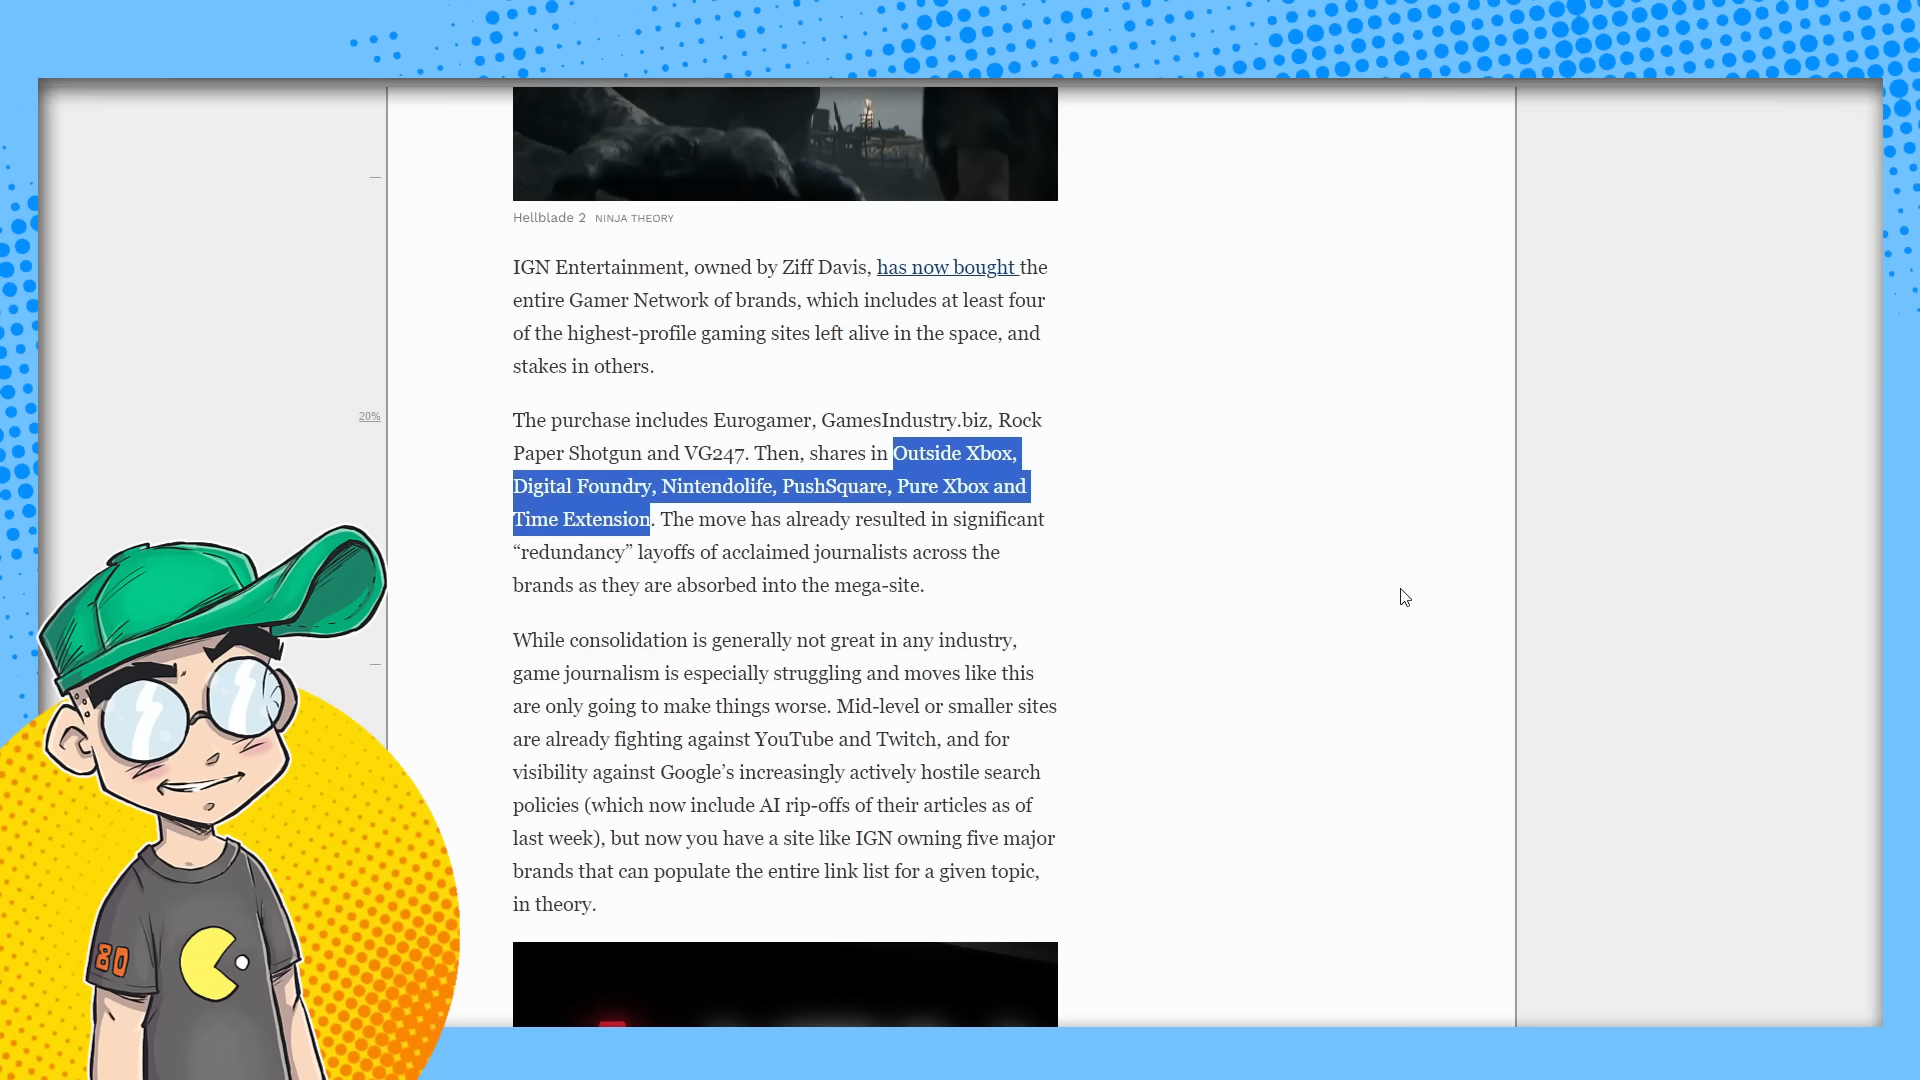 Hellblade 2 NINJA THEORY
IGN Entertainment, owned by Ziff Davis, has now bought the
entire Gamer Network of brands, which includes at least four
of the highest-profile gaming sites left alive in the space, and
stakes in others.
20%
The purchase includes Eurogamer, GamesIndustry.biz, Rock
Paper Shotgun and VG247. Then, shares in Outside Xbox,
Digital Foundry, Nintendolife, PushSquare, Pure Xbox and
Time Extension. The move has already resulted in significant
“redundancy” layoffs of acclaimed journalists across the
brands as they are absorbed into the mega-site.
While consolidation is generally not great in any industry,
game journalism is especially struggling and moves like this
are only going to make things worse. Mid-level or smaller sites
are already fighting against YouTube and Twitch, and for
visibility against Google’s increasingly actively hostile search
policies (which now include AI rip-offs of their articles as of
last week), but now you have a site like IGN owning five major
brands that can populate the entire link list for a given topic,
in theory.
80